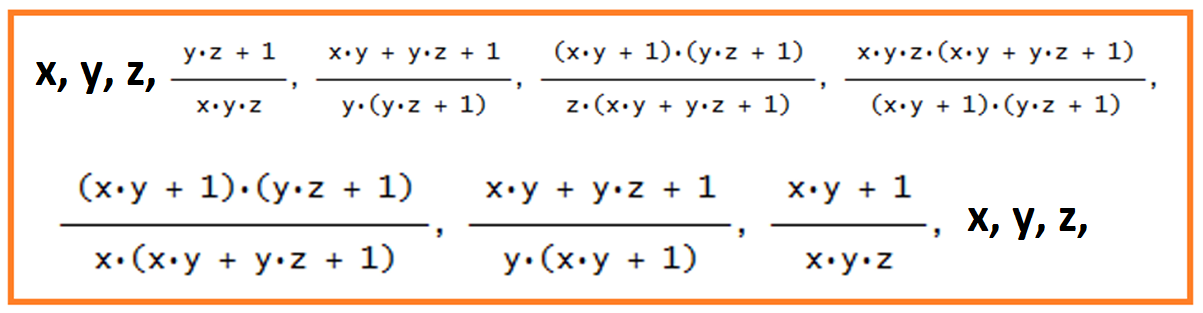 x, y, z, (y·z + 1)/(x·y·z), (x·y + y·z + 1)/(y·(y·z + 1)), ((x·y + 1)·(y·z + 1))/(z·(x·y + y·z + 1)), (x·y·z·(x·y + y·z + 1))/((x·y + 1)·(y·z + 1)),
((x·y + 1)·(y·z + 1))/(x·(x·y + y·z + 1)), (x·y + y·z + 1)/(y·(x·y + 1)), (x·y + 1)/(x·y·z), x, y, z,